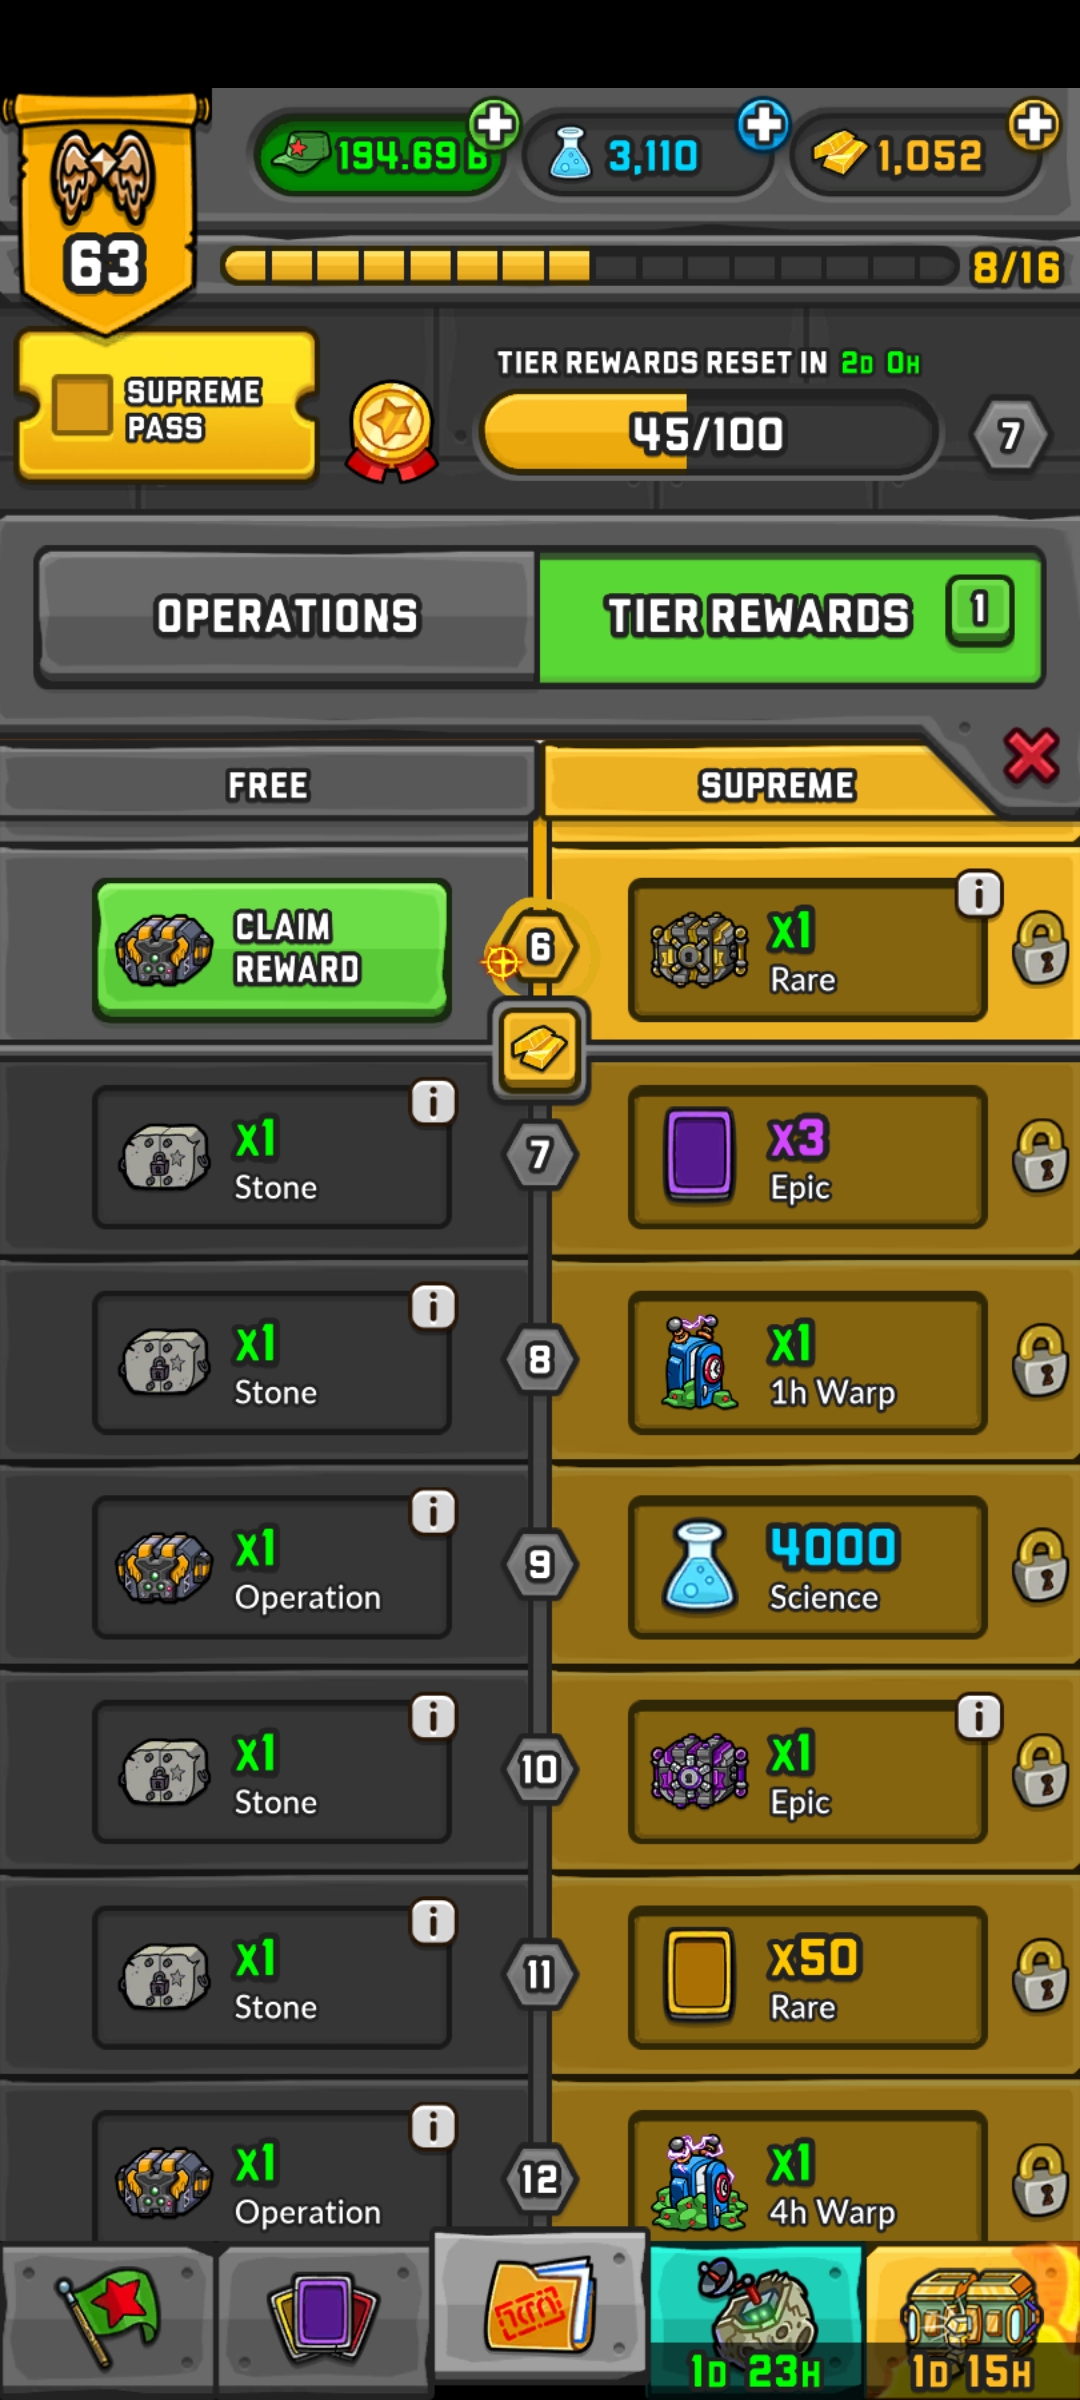 194.69 B
3,110
1,052
63
8/16
SUPREME
PASS
TIER REWARDS RESET IN 2D 0H
45/100
7
OPERATIONS
TIER REWARDS
1
FREE
SUPREME
CLAIM
REWARD
6
x1
Rare
x1
Stone
7
x3
Epic
x1
Stone
8
x1
1h Warp
x1
Operation
9
4000
Science
x1
Stone
10
x1
Epic
x1
Stone
11
x50
Rare
x1
Operation
12
x1
4h Warp
1D 23H
1D 15H